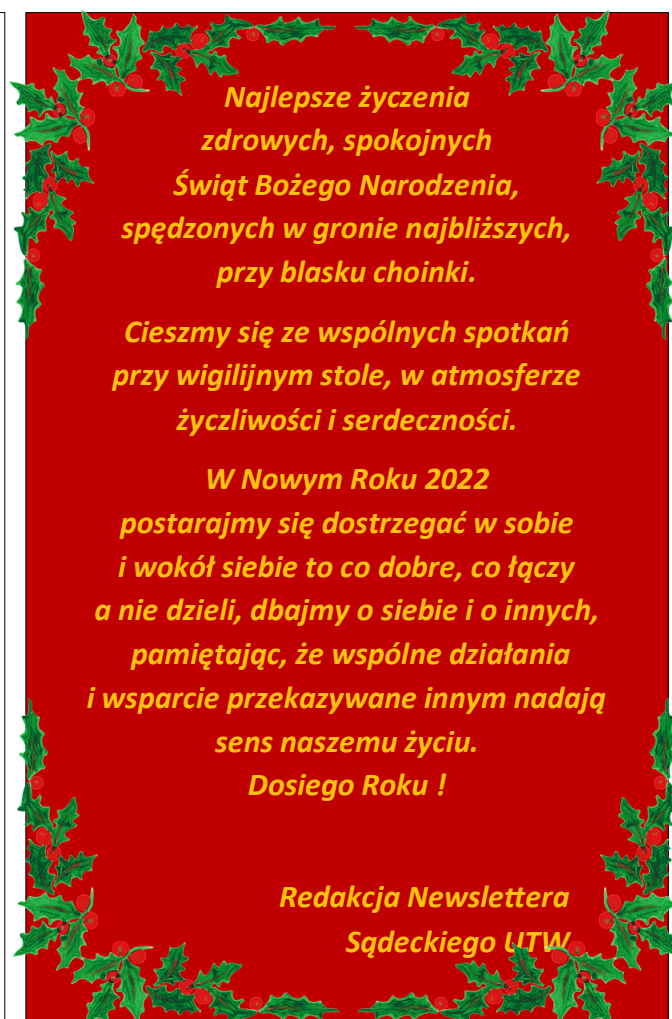 Najlepsze życzenia
zdrowych, spokojnych
Świąt Bożego Narodzenia,
spędzonych w gronie najbliższych,
przy blasku choinki.
Cieszmy się ze wspólnych spotkań
przy wigilijnym stole, w atmosferze
życzliwości i serdeczności.
W Nowym Roku 2022
postarajmy się dostrzegać w sobie
i wokół siebie to co dobre, co łączy
a nie dzieli, dbajmy o siebie i o innych,
pamiętając, że wspólne działania
i wsparcie przekazywane innym nadają
sens naszemu życiu.
Dosiego Roku !
Redakcja Newslettera
Sądeckiego UTW